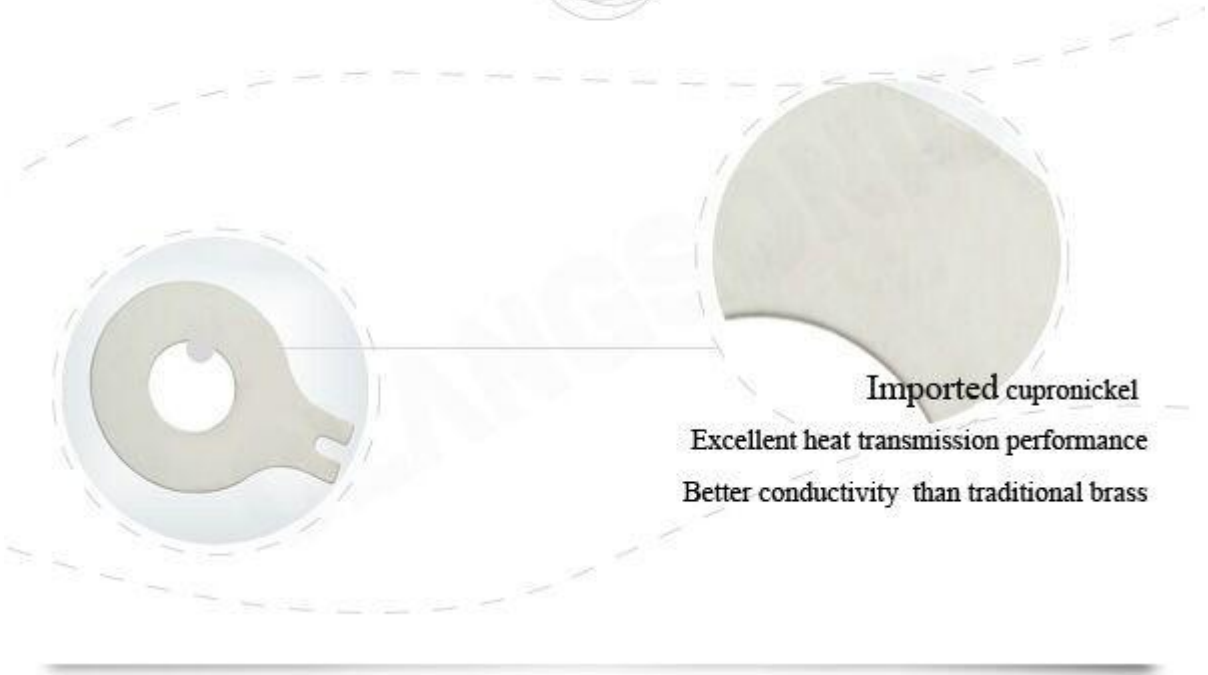 Imported cupronickel
Excellent heat transmission performance
Better conductivity than traditional brass